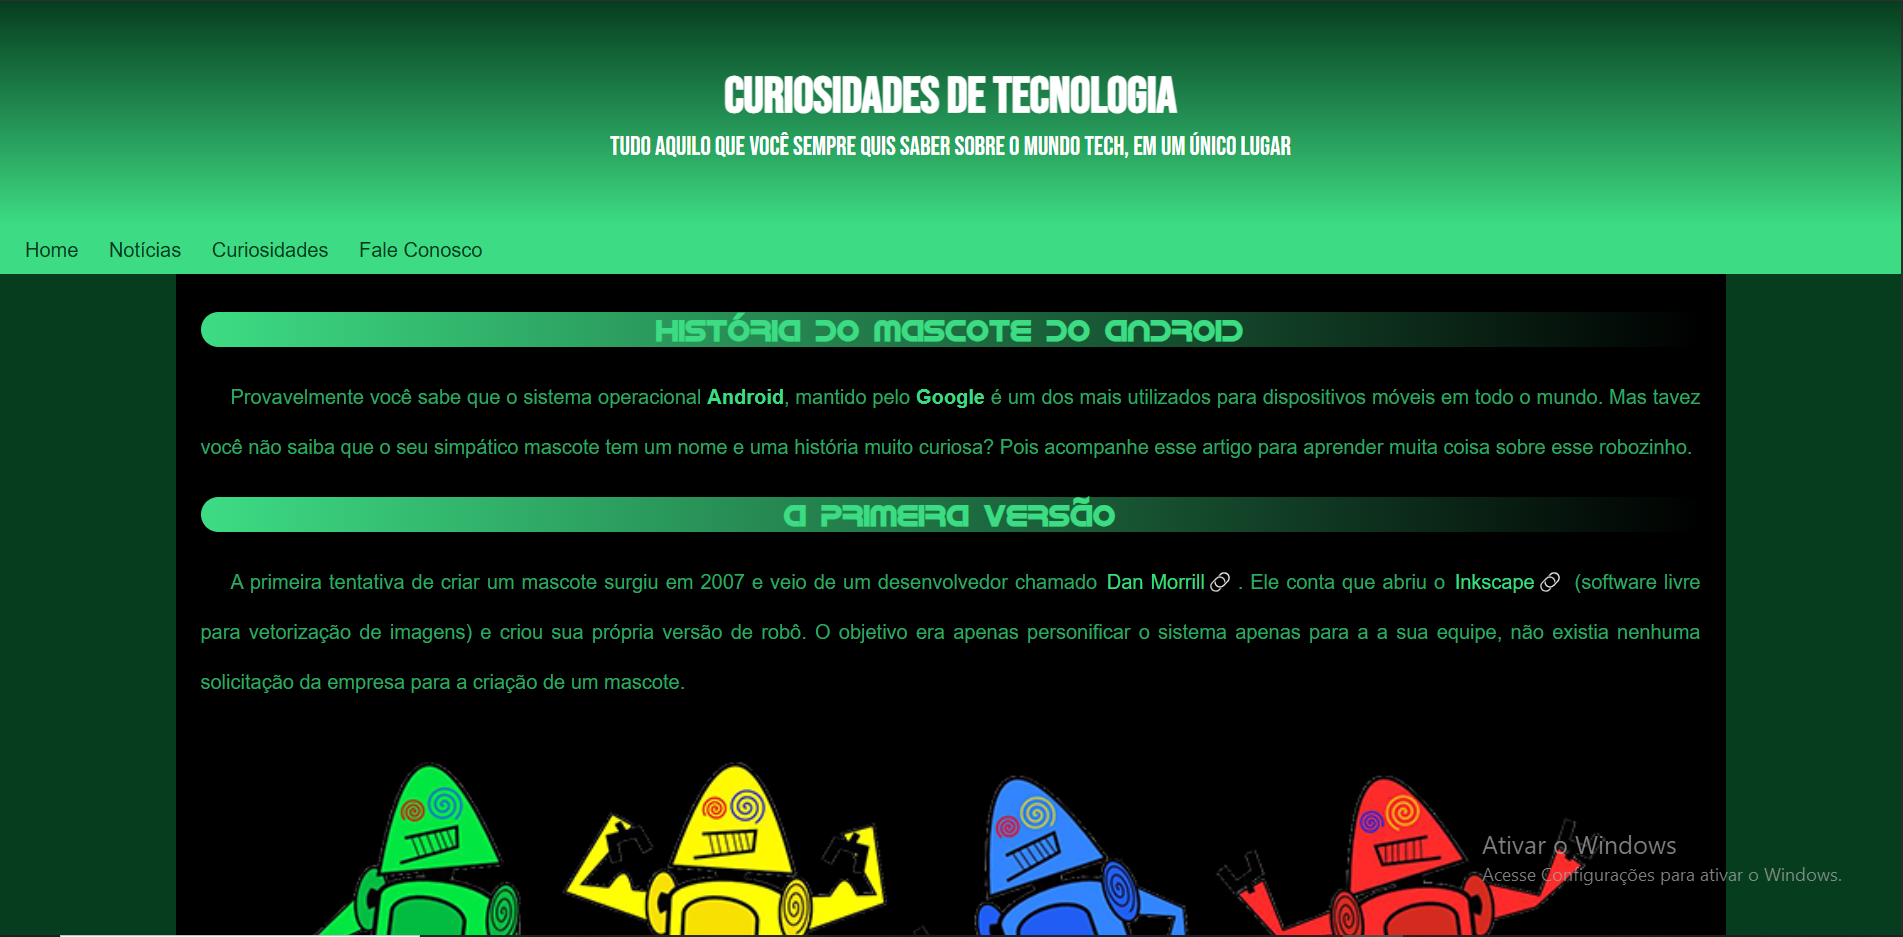 CURIOSIDADES DE TECNOLOGIA
TUDO AQUILO QUE VOCÊ SEMPRE QUIS SABER SOBRE O MUNDO TECH, EM UM ÚNICO LUGAR
Home Notícias Curiosidades Fale Conosco
HISTÓRIA DO MASCOTE DO ANDROID
Provavelmente você sabe que o sistema operacional Android, mantido pelo Google é um dos mais utilizados para dispositivos móveis em todo o mundo. Mas tavez
você não saiba que o seu simpático mascote tem um nome e uma história muito curiosa? Pois acompanhe esse artigo para aprender muita coisa sobre esse robozinho.
A PRIMEIRA VERSÃO
A primeira tentativa de criar um mascote surgiu em 2007 e veio de um desenvolvedor chamado Dan Morrill . Ele conta que abriu o Inkscape (software livre
para vetorização de imagens) e criou sua própria versão de robô. O objetivo era apenas personificar o sistema apenas para a a sua equipe, não existia nenhuma
solicitação da empresa para a criação de um mascote.
Ativar o Windows
Acesse Configurações para ativar o Windows.